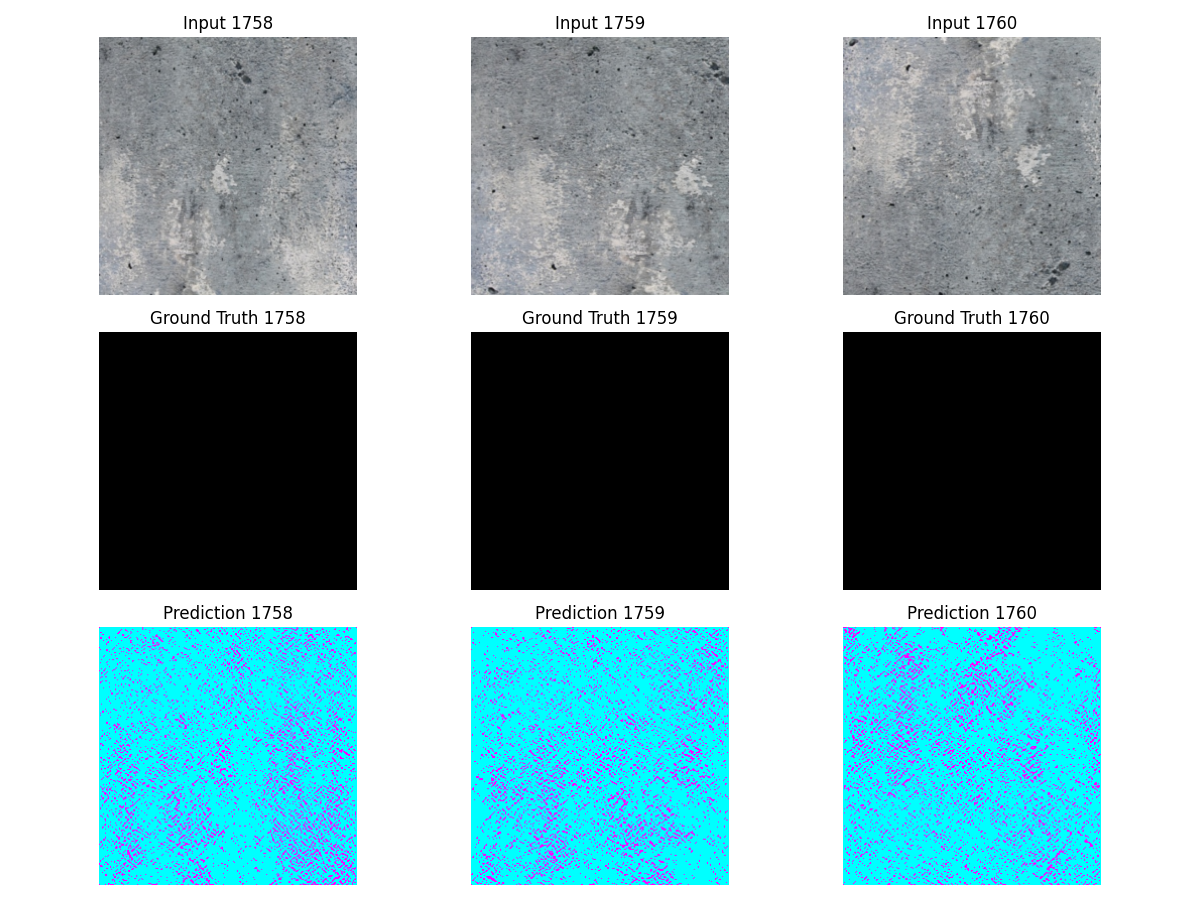 Input 1758
Input 1759
Input 1760
Ground Truth 1758
Ground Truth 1759
Ground Truth 1760
Prediction 1758
Prediction 1759
Prediction 1760